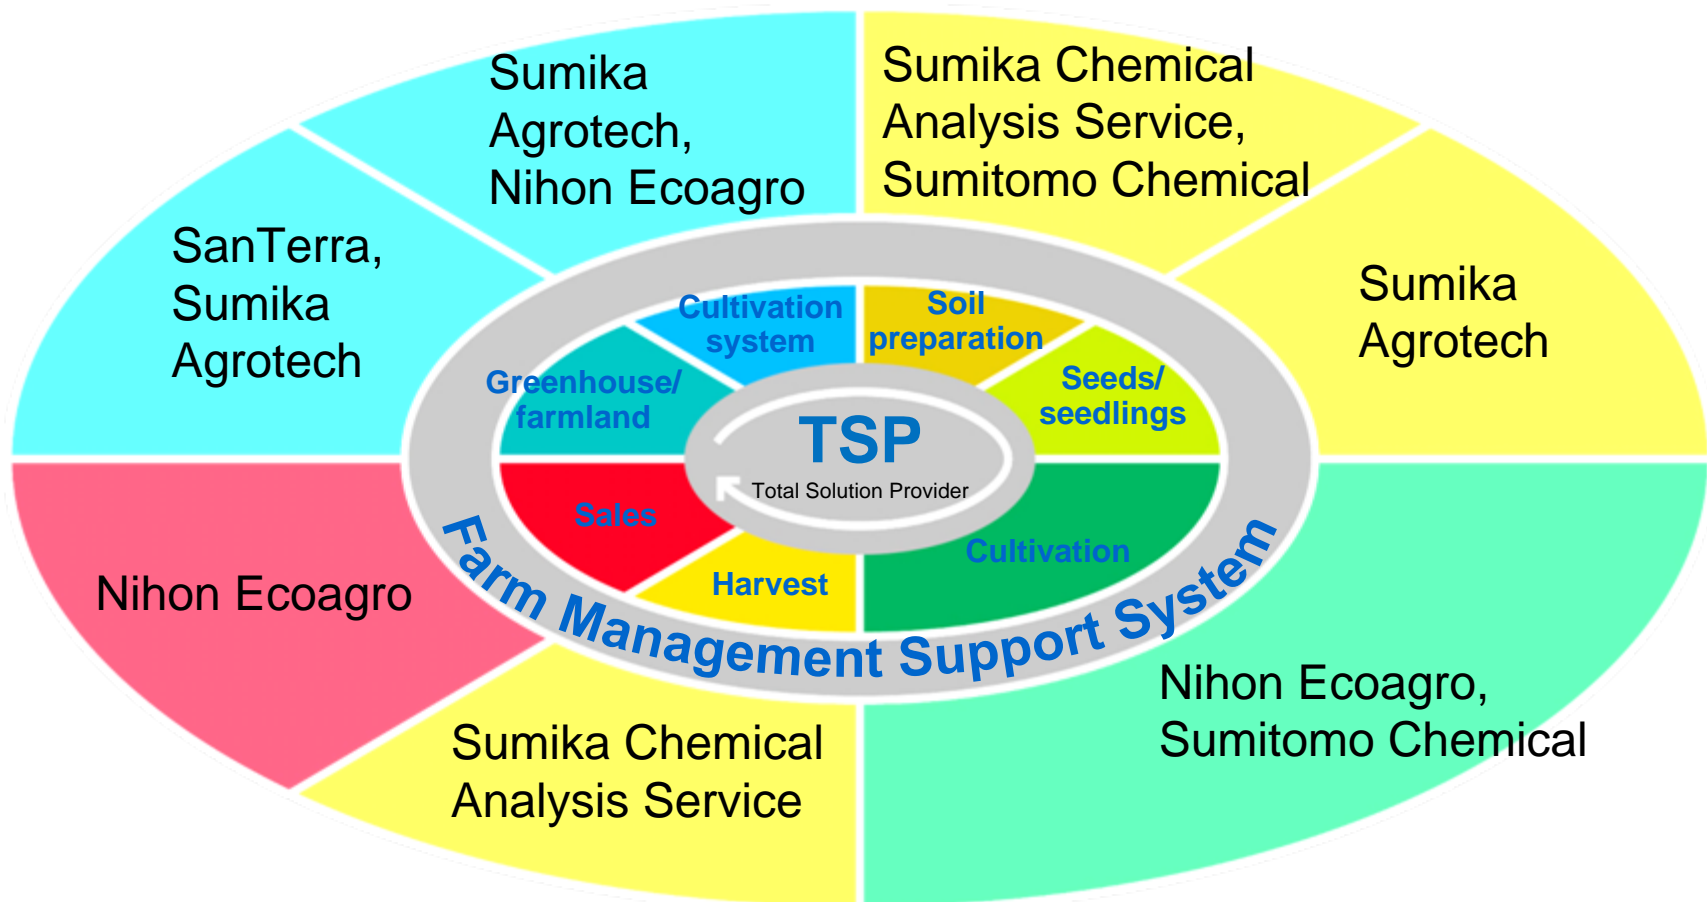 Sumika
Agrotech,
Nihon Ecoagro
Sumika Chemical
Analysis Service,
Sumitomo Chemical
SanTerra,
Sumika
Agrotech
Sumika
Agrotech
Cultivation
system
Soil
preparation
Greenhouse/
farmland
Seeds/
seedlings
TSP
Total Solution Provider
Sales
Harvest
Cultivation
Farm Management Support System
Nihon Ecoagro
Sumika Chemical
Analysis Service
Nihon Ecoagro,
Sumitomo Chemical